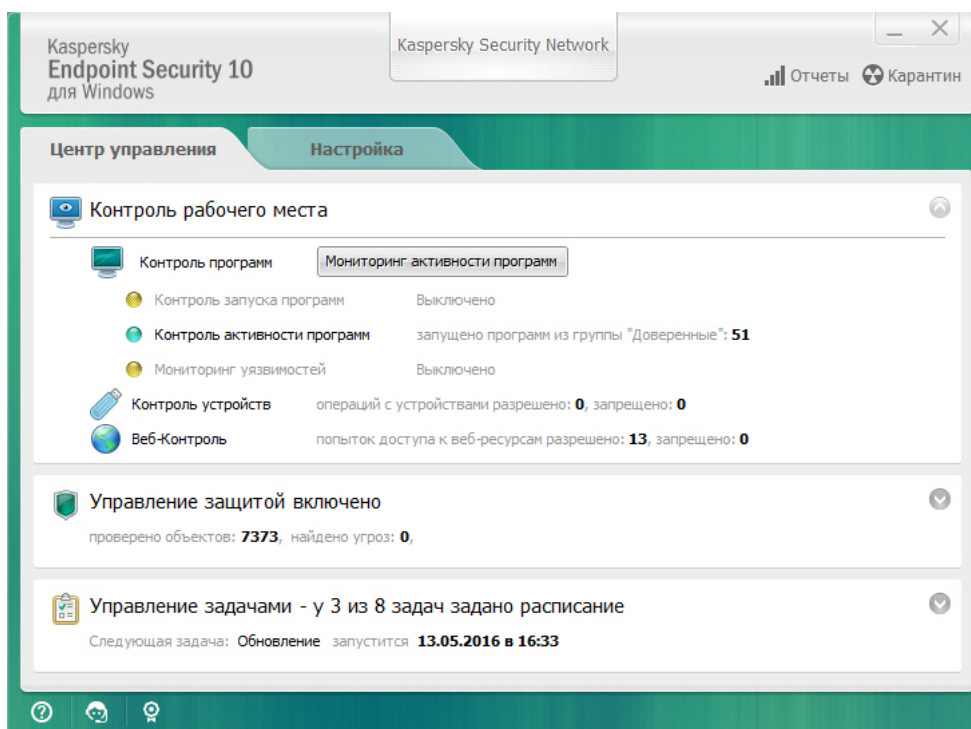 Kaspersky
Endpoint Security 10
для Windows
Kaspersky Security Network
Отчеты
Карантин
Центр управления
Настройка
Контроль рабочего места
Контроль программ
Мониторинг активности программ
Контроль запуска программ
Выключено
Контроль активности программ
запущено программ из группы "Доверенные": 51
Мониторинг уязвимостей
Выключено
Контроль устройств
операций с устройствами разрешено: 0, запрещено: 0
Веб-Контроль
попыток доступа к веб-ресурсам разрешено: 13, запрещено: 0
Управление защитой включено
проверено объектов: 7373, найдено угроз: 0,
Управление задачами - у 3 из 8 задач задано расписание
Следующая задача: Обновление запустится 13.05.2016 в 16:33